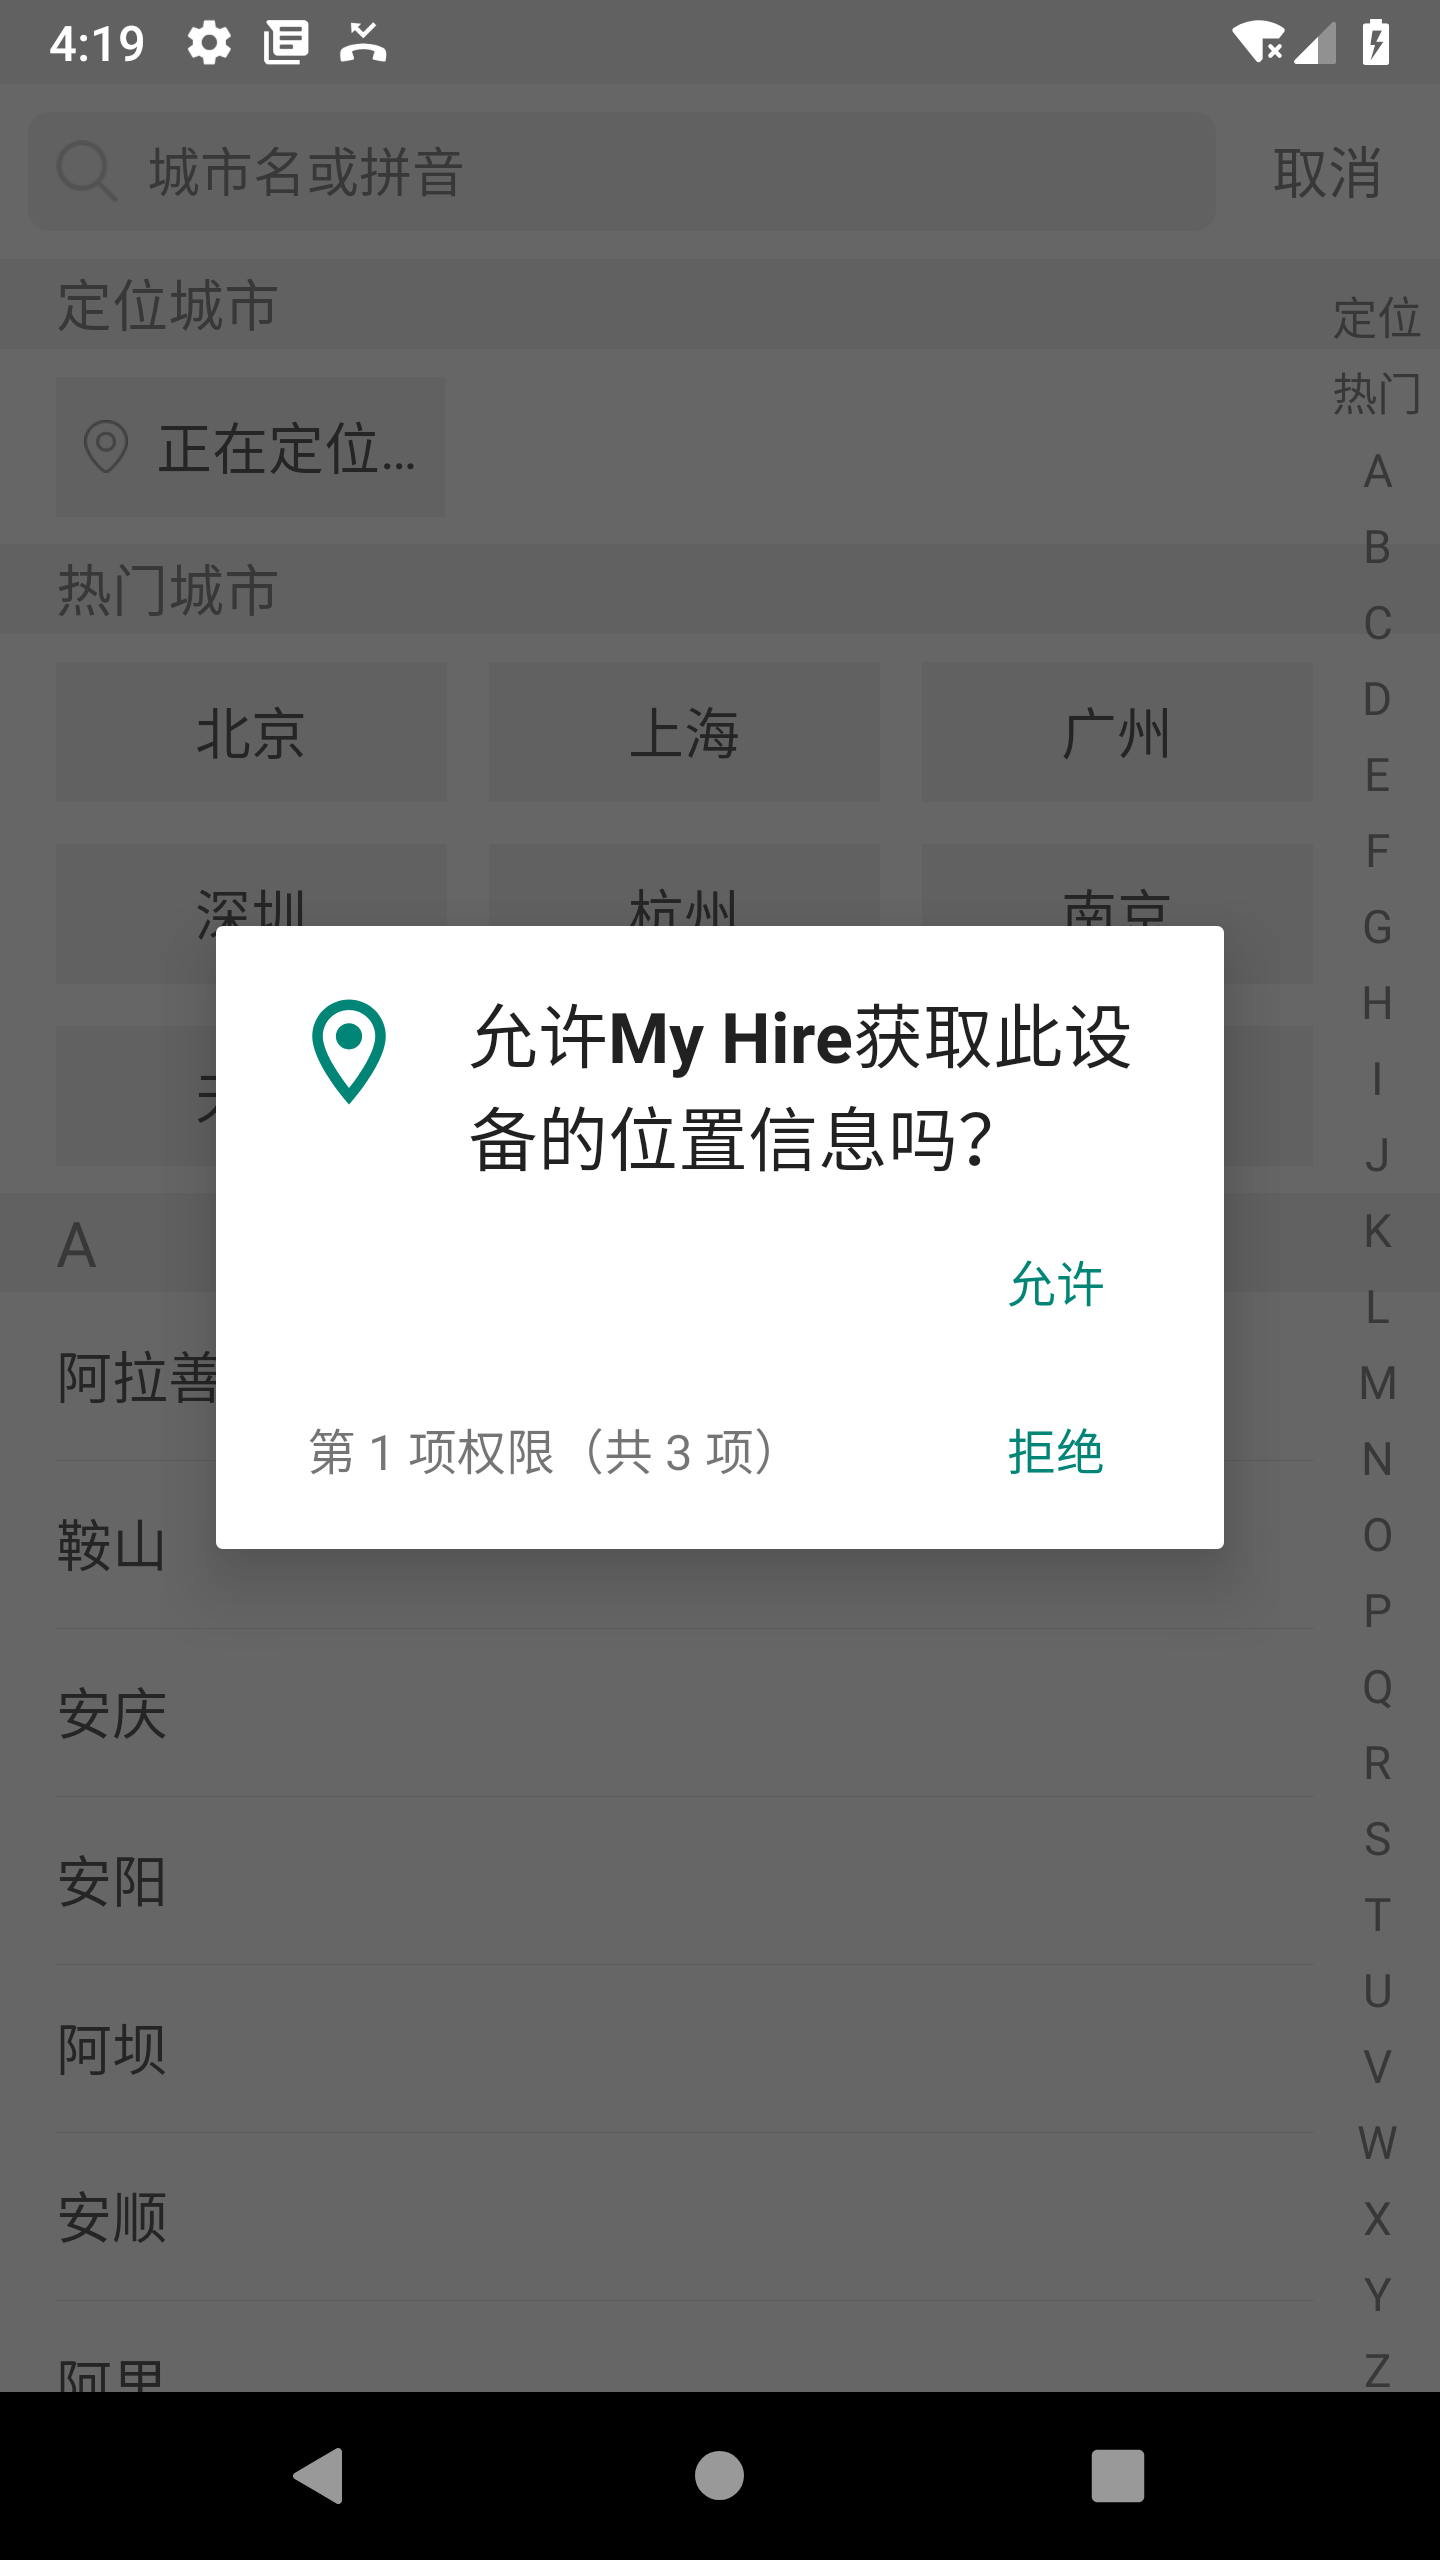 4:19
城市名或拼音
取消
定位城市
定位
热门
正在定位...
热门城市
北京
上海
广州
深圳
杭州
南京
允许My Hire获取此设
备的位置信息吗？
允许
第 1 项权限（共 3 项）
拒绝
A
阿拉善
鞍山
安庆
安阳
阿坝
安顺
阿里
A
B
C
D
E
F
G
H
I
J
K
L
M
N
O
P
Q
R
S
T
U
V
W
X
Y
Z